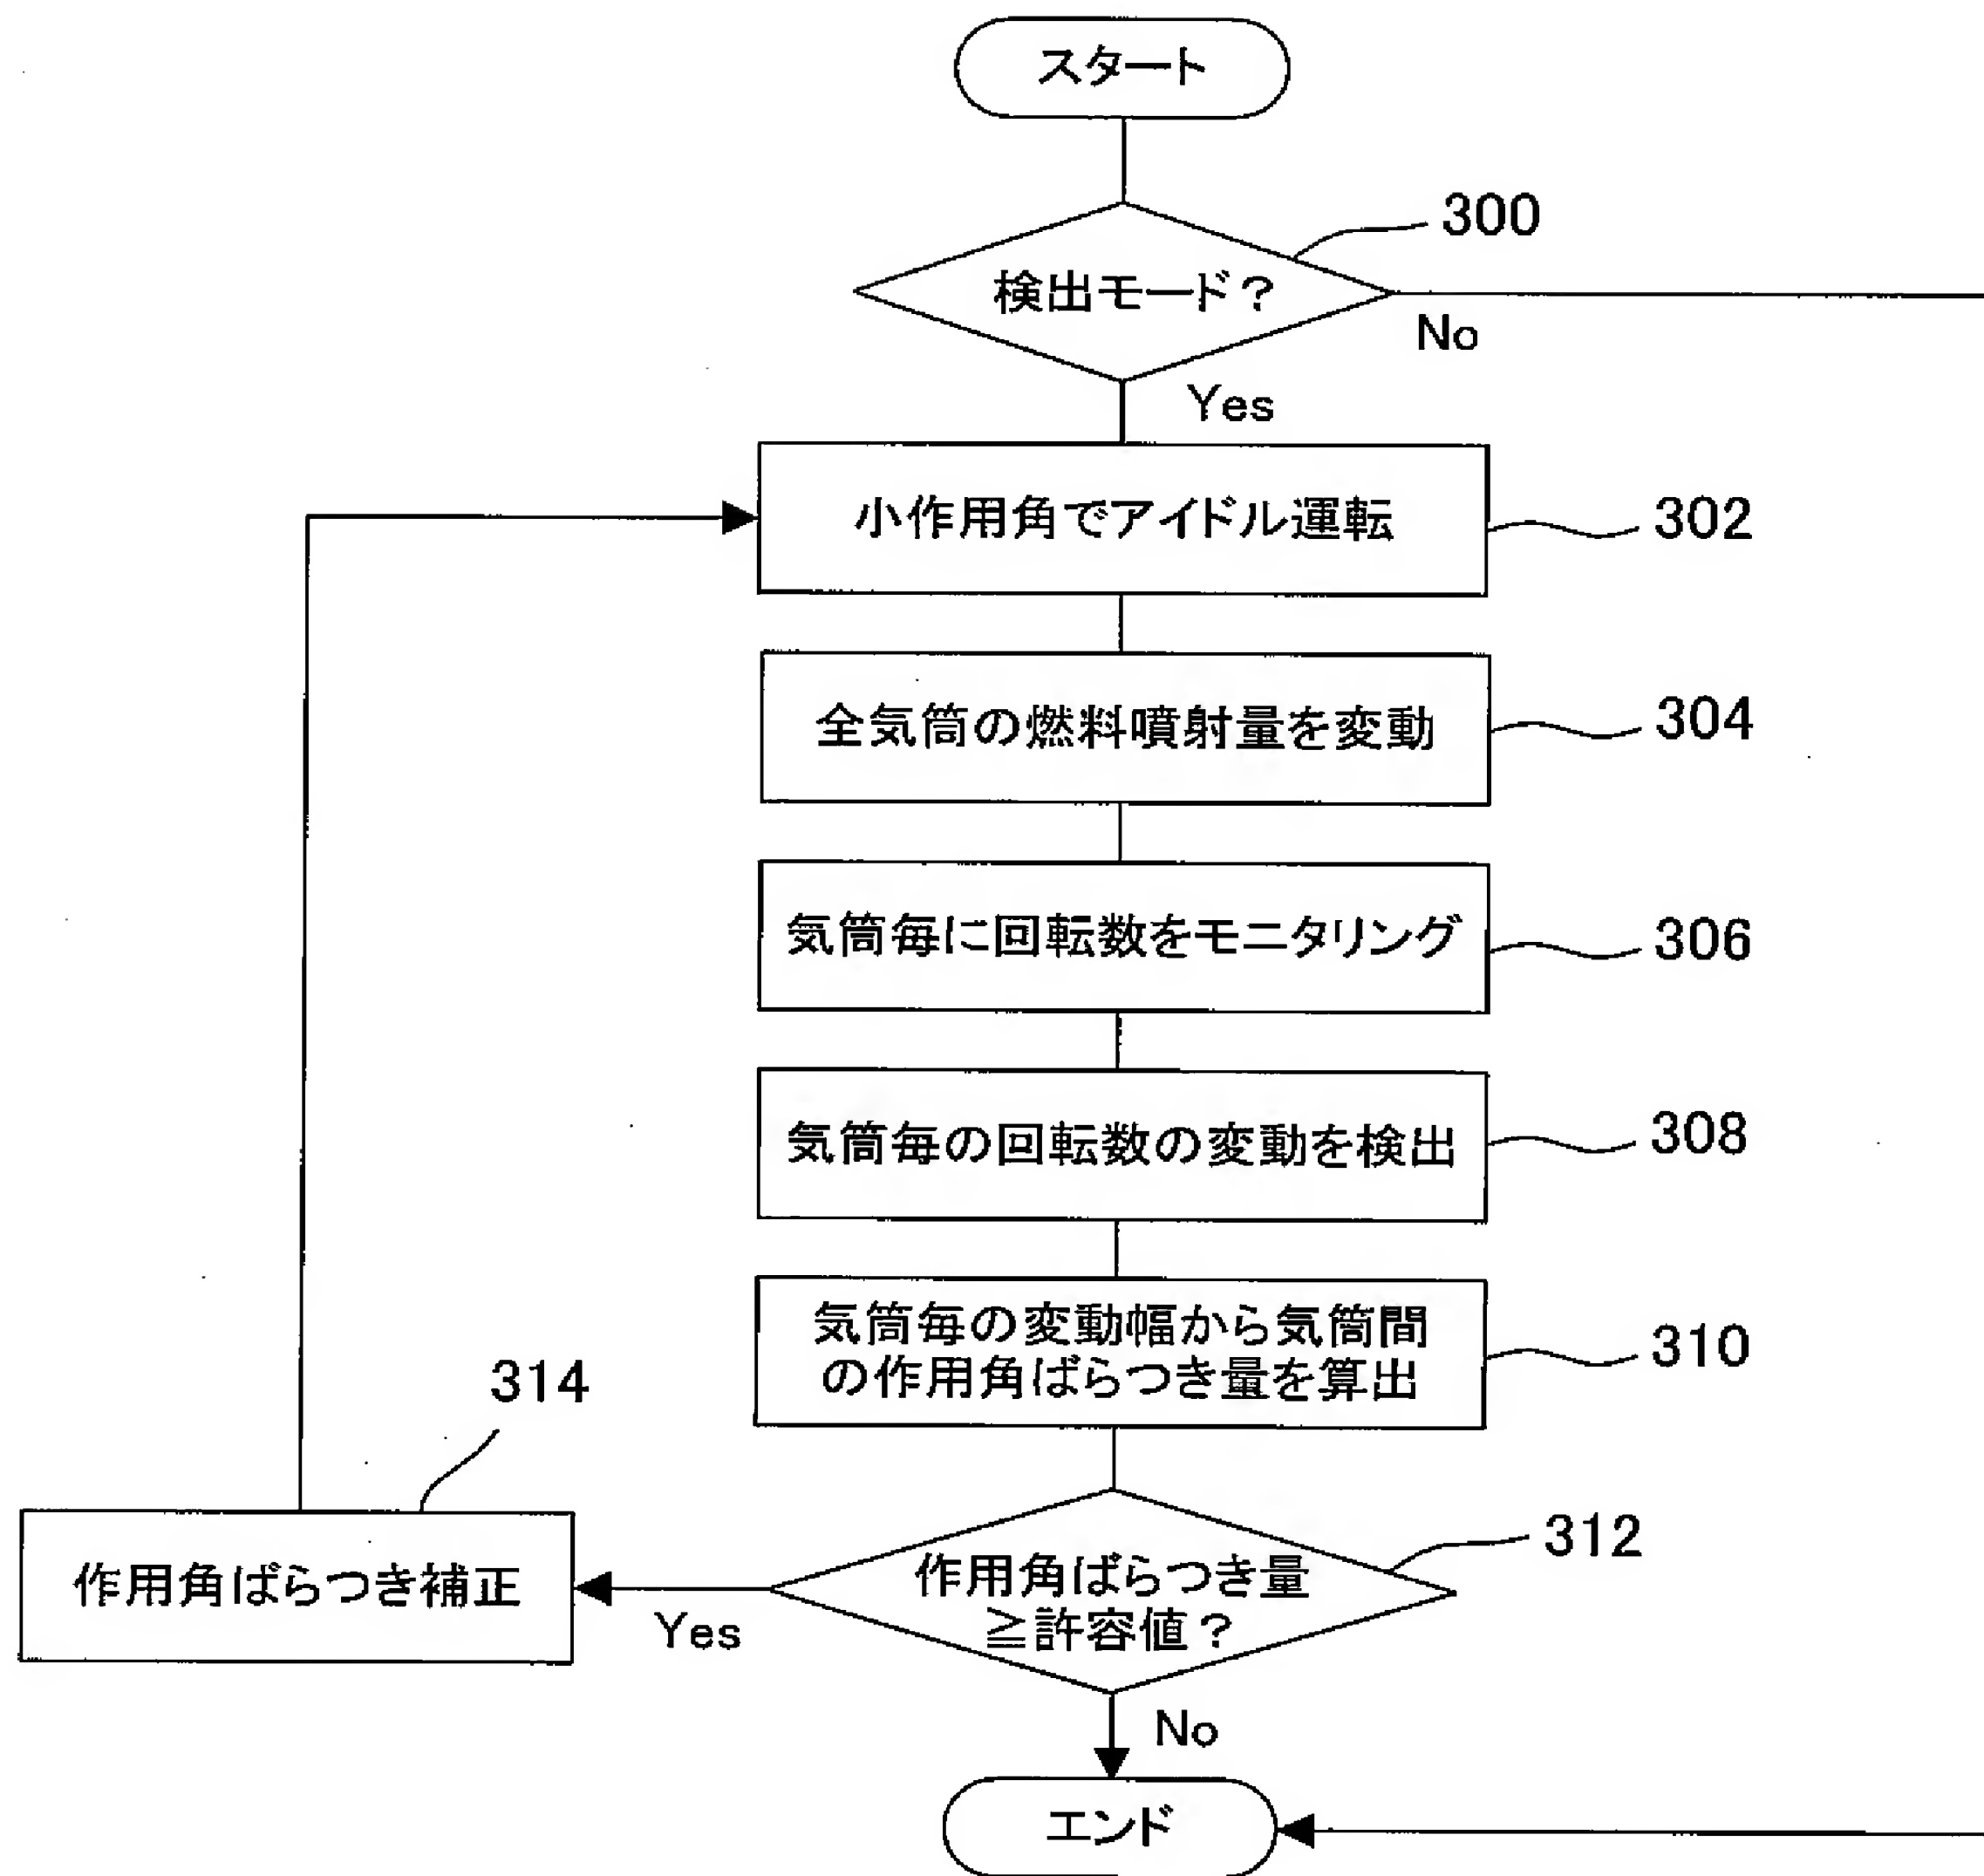 スタート
300
検出モード？
No
Yes
小作用角でアイドル運転
302
全気筒の燃料噴射量を変動
304
気筒毎に回転数をモニタリング
306
気筒毎の回転数の変動を検出
308
気筒毎の変動幅から気筒間
の作用角ばらつき量を算出
310
314
作用角ばらつき補正
312
作用角ばらつき量
≧許容値？
Yes
No
エンド